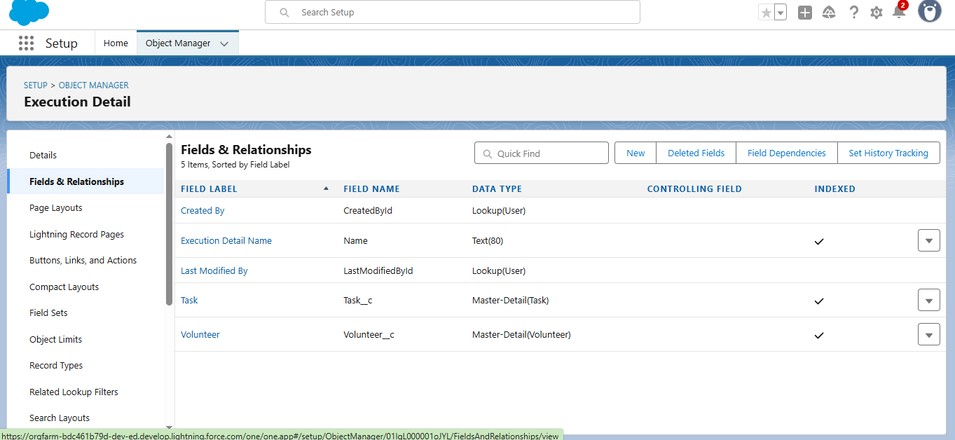 Search Setup
2
Setup
Home
Object Manager
SETUP > OBJECT MANAGER
Execution Detail
Details
Fields & Relationships
Page Layouts
Lightning Record Pages
Buttons, Links, and Actions
Compact Layouts
Field Sets
Object Limits
Record Types
Related Lookup Filters
Search Layouts
Fields & Relationships
5 Items, Sorted by Field Label
Quick Find
New
Deleted Fields
Field Dependencies
Set History Tracking
FIELD LABEL FIELD NAME DATA TYPE CONTROLLING FIELD INDEXED
Created By CreatedById Lookup(User)
Execution Detail Name Name Text(80)
Last Modified By LastModifiedById Lookup(User)
Task Task__c Master-Detail(Task)
Volunteer Volunteer__c Master-Detail(Volunteer)
https://orgfarm-bdc461b79d-dev-ed.develop.lightning.force.com/one/one.app#/setup/ObjectManager/01IgL000001oJYL/FieldsAndRelationships/view